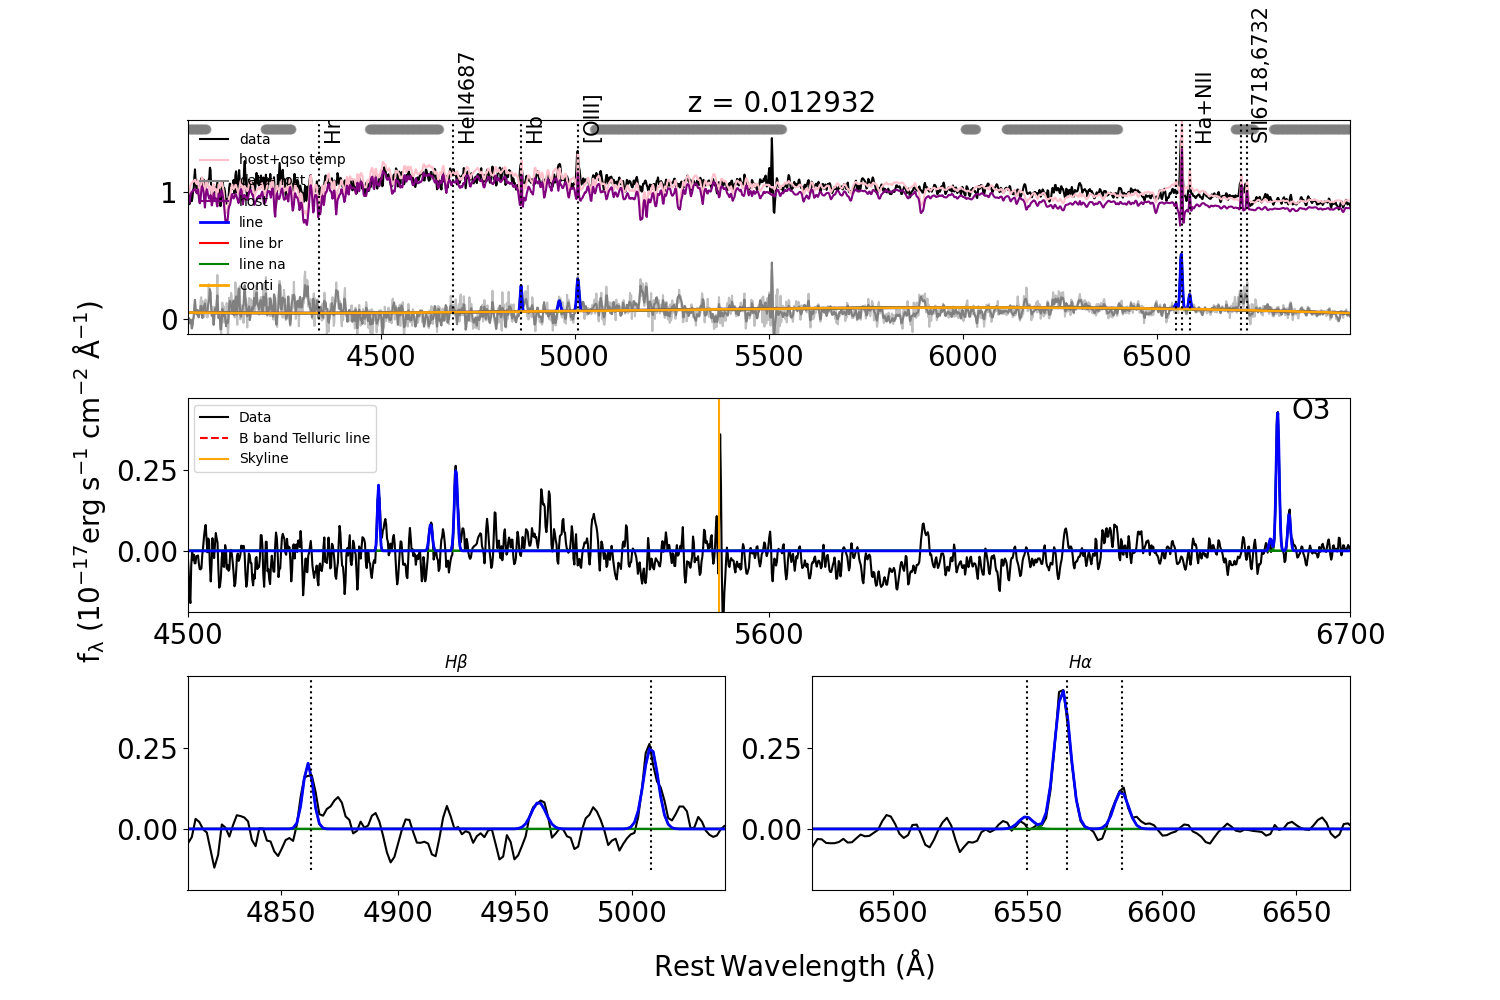 z = 0.012932
Hr
HeII4687
Hb
[OIII]
Ha+NII
SII6718,6732
data
host+qso temp
host
line
line br
line na
conti
1
0
4500 5000 5500 6000 6500
fλ (10⁻¹⁷erg s⁻¹ cm⁻² Å⁻¹)
Data
B band Telluric line
Skyline
O3
0.25
0.00
4500 5600 6700
Hβ
0.25
0.00
4850 4900 4950 5000
Hα
0.25
0.00
6500 6550 6600 6650
Rest Wavelength (Å)